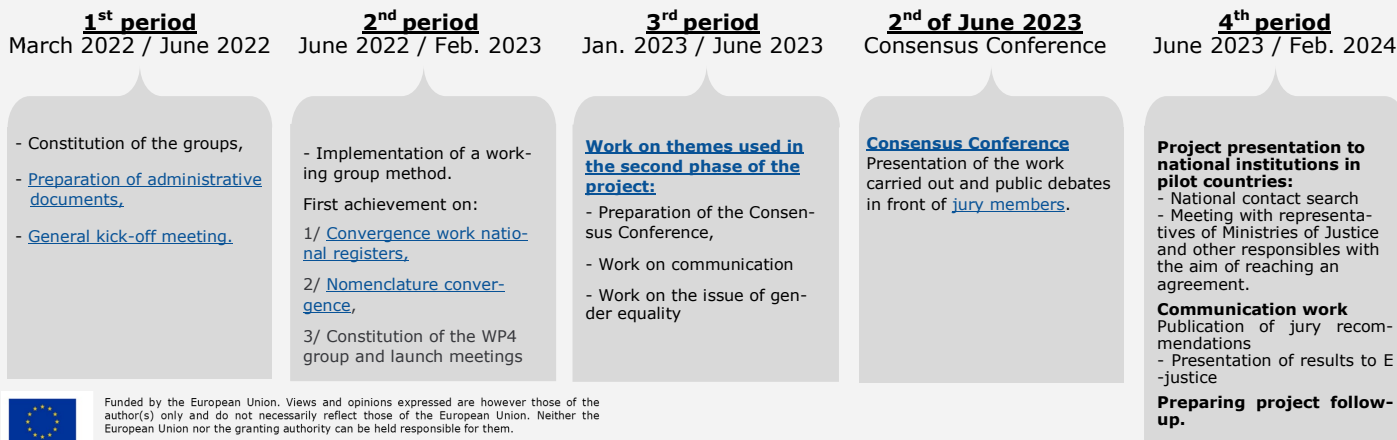 1st period
March 2022 / June 2022
- Constitution of the groups,
- Preparation of administrative
documents,
- General kick-off meeting.
2nd period
June 2022 / Feb. 2023
- Implementation of a work-
ing group method.
First achievement on:
1/ Convergence work natio-
nal registers,
2/ Nomenclature conver-
gence,
3/ Constitution of the WP4
group and launch meetings
3rd period
Jan. 2023 / June 2023
Work on themes used in
the second phase of the
project:
- Preparation of the Consen-
sus Conference,
- Work on communication
- Work on the issue of gen-
der equality
2nd of June 2023
Consensus Conference
Consensus Conference
Presentation of the work
carried out and public debates
in front of jury members.
4th period
June 2023 / Feb. 2024
Project presentation to
national institutions in
pilot countries:
- National contact search
- Meeting with representa-
tives of Ministries of Justice
and other responsibles with
the aim of reaching an
agreement.
Communication work
Publication of jury recom-
mendations
- Presentation of results to E
-justice
Preparing project follow-
up.
Funded by the European Union. Views and opinions expressed are however those of the
author(s) only and do not necessarily reflect those of the European Union. Neither the
European Union nor the granting authority can be held responsible for them.